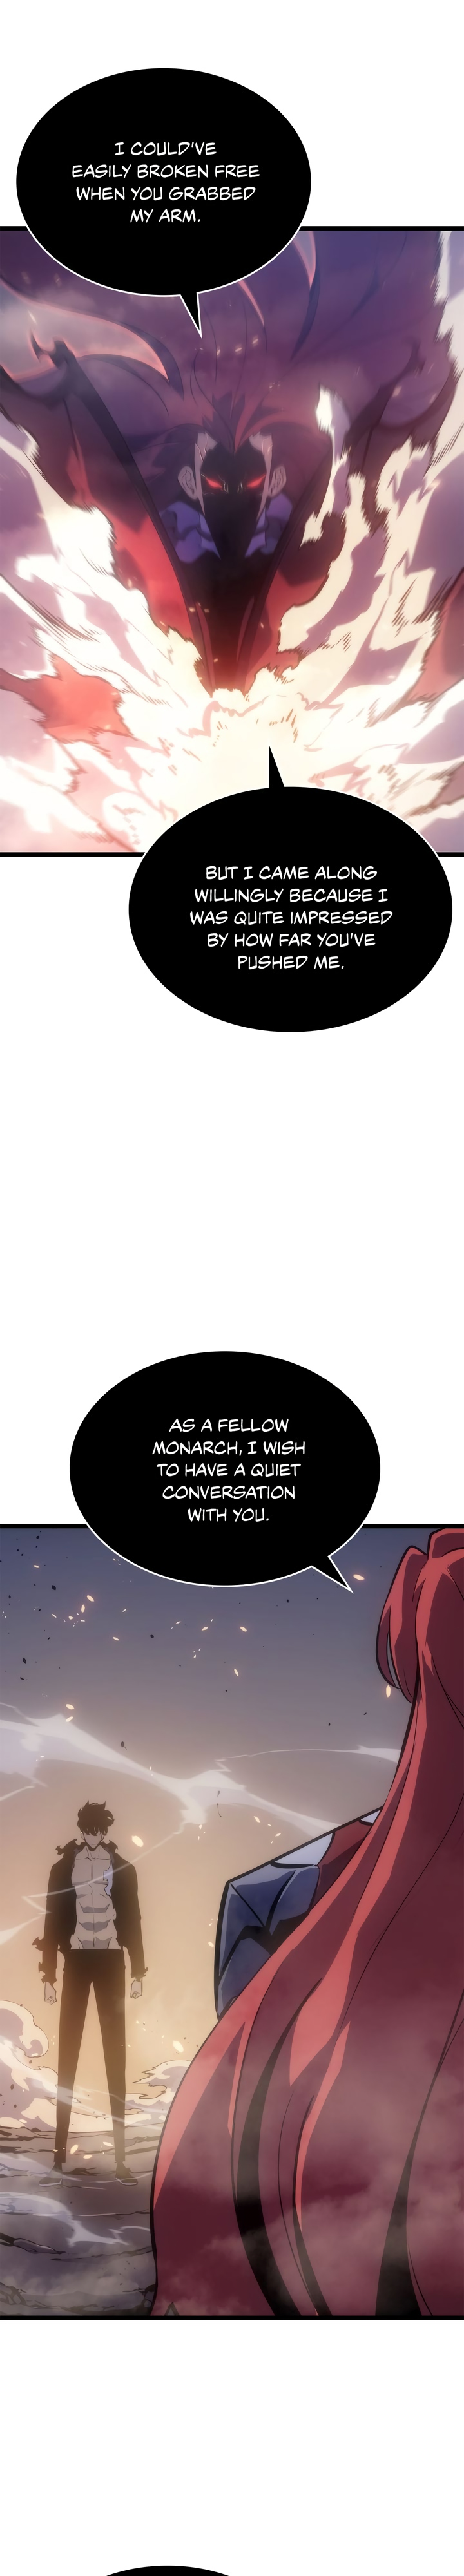 I COULD'VE
EASILY BROKEN FREE
WHEN YOU GRABBED
MY ARM.
BUT I CAME ALONG
WILLINGLY BECAUSE I
WAS QUITE IMPRESSED
BY HOW FAR YOU'VE
PUSHED ME.
AS A FELLOW
MONARCH, I WISH
TO HAVE A QUIET
CONVERSATION
WITH YOU.